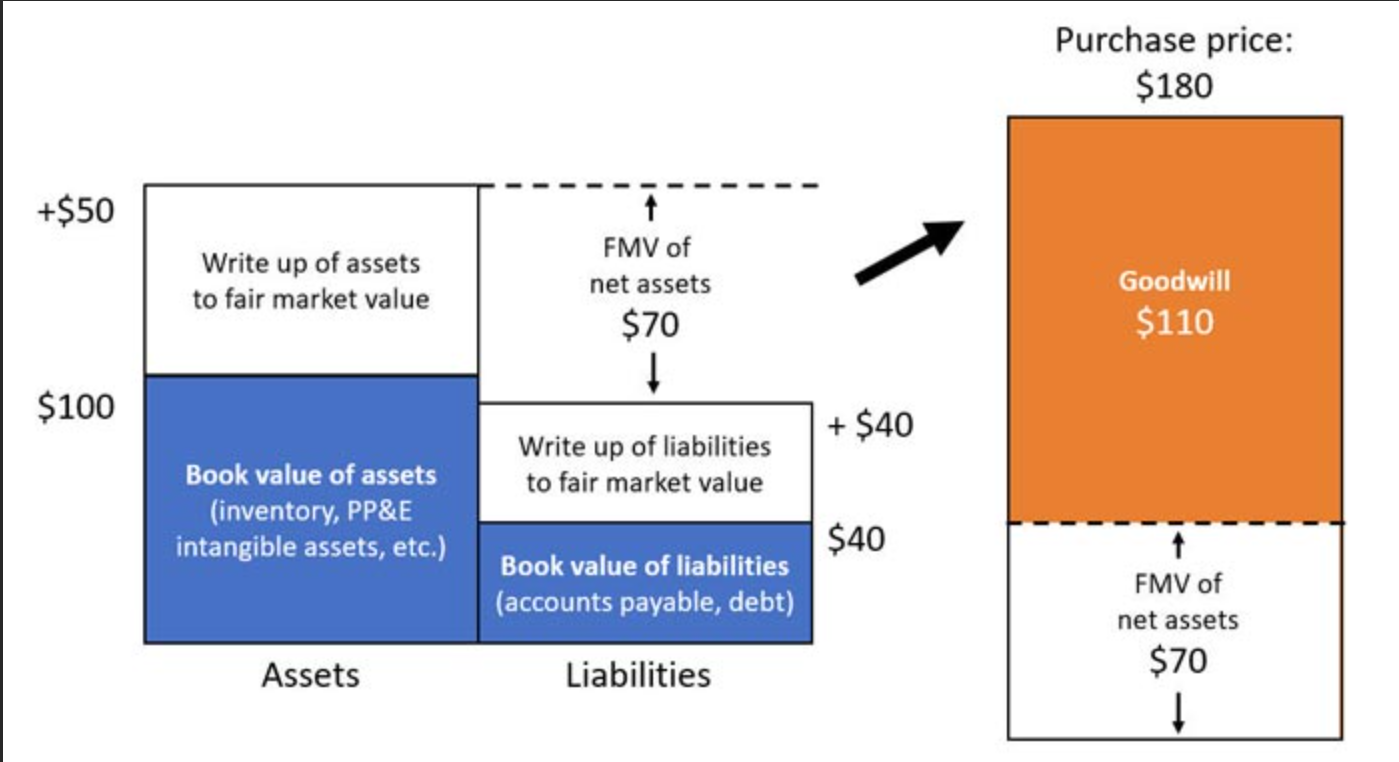 Purchase price:
$180
+$50
Write up of assets
to fair market value
$100
Book value of assets
(inventory, PP&E
intangible assets, etc.)
Assets
FMV of
net assets
$70
Write up of liabilities
to fair market value
+ $40
Book value of liabilities
(accounts payable, debt)
$40
Liabilities
Goodwill
$110
FMV of
net assets
$70